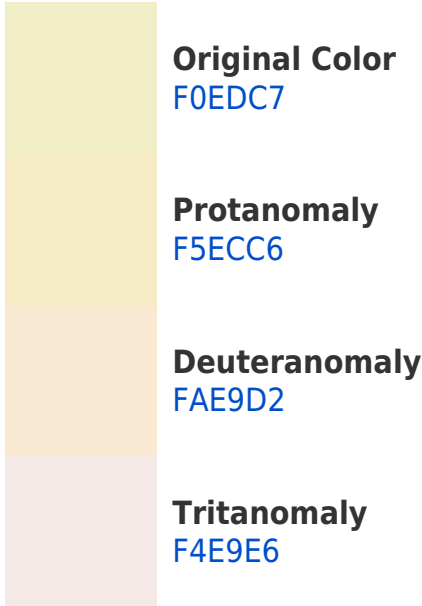 Original Color
F0EDC7
Protanomaly
F5ECC6
Deuteranomaly
FAE9D2
Tritanomaly
F4E9E6